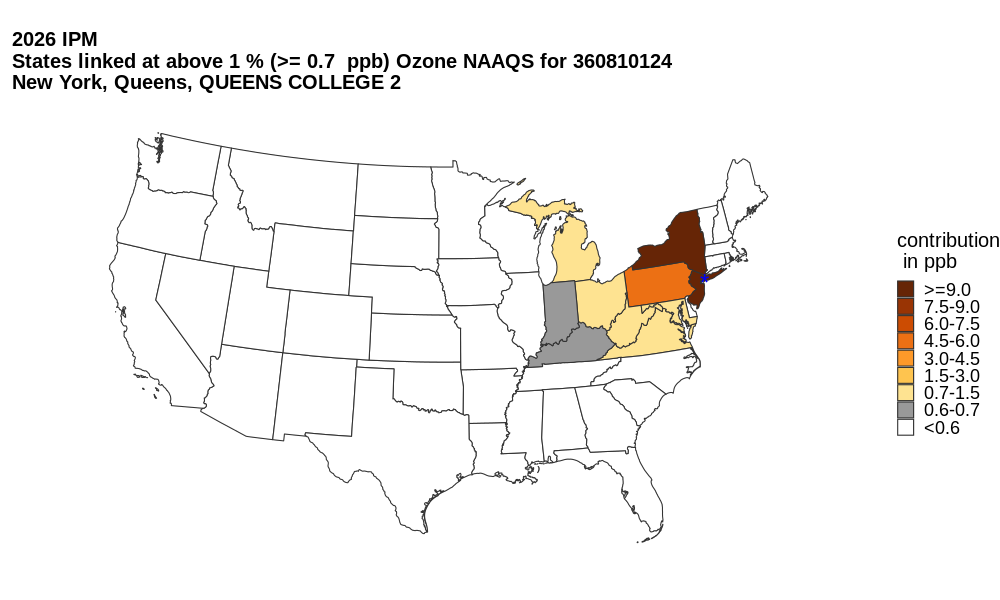 2026 IPM
States linked at above 1 % (>= 0.7  ppb) Ozone NAAQS for 360810124
New York, Queens, QUEENS COLLEGE 2
contribution
in ppb
>=9.0
7.5-9.0
6.0-7.5
4.5-6.0
3.0-4.5
1.5-3.0
0.7-1.5
0.6-0.7
<0.6